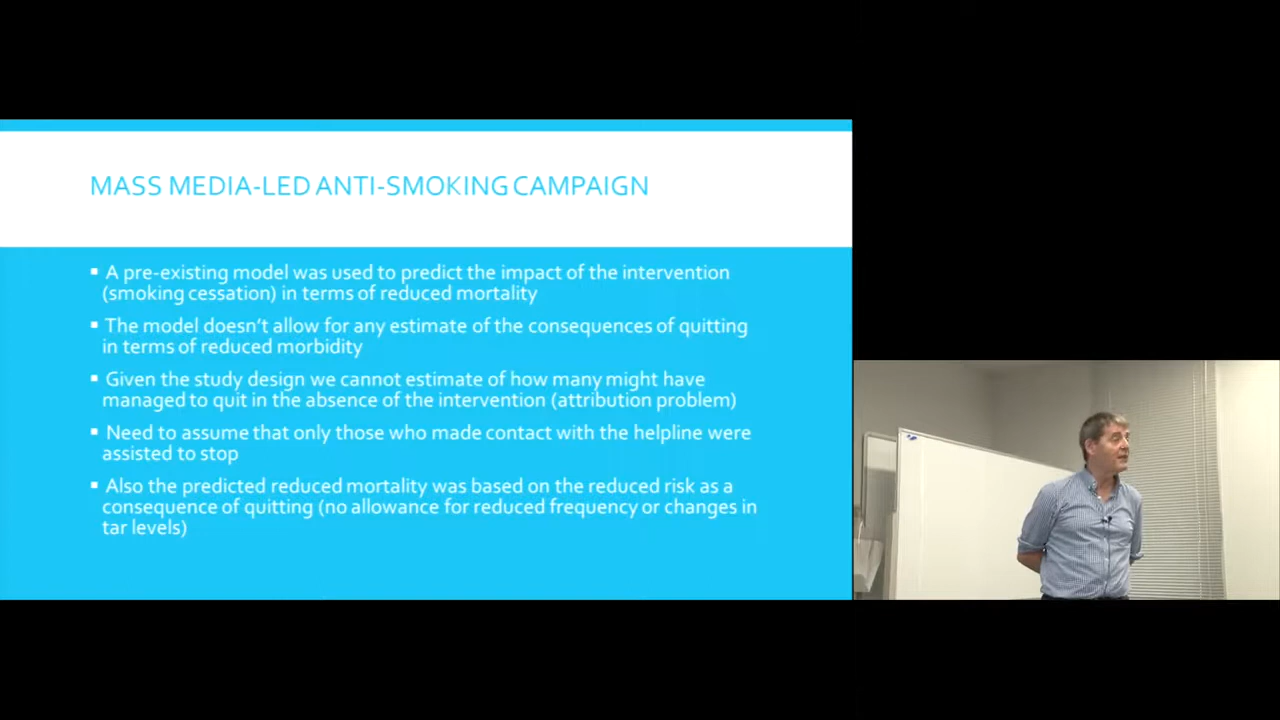 MASS MEDIA-LED ANTI-SMOKING CAMPAIGN
▪ A pre-existing model was used to predict the impact of the intervention
(smoking cessation) in terms of reduced mortality
▪ The model doesn't allow for any estimate of the consequences of quitting
in terms of reduced morbidity
▪ Given the study design we cannot estimate of how many might have
managed to quit in the absence of the intervention (attribution problem)
▪ Need to assume that only those who made contact with the helpline were
assisted to stop
▪ Also the predicted reduced mortality was based on the reduced risk as a
consequence of quitting (no allowance for reduced frequency or changes in
tar levels)